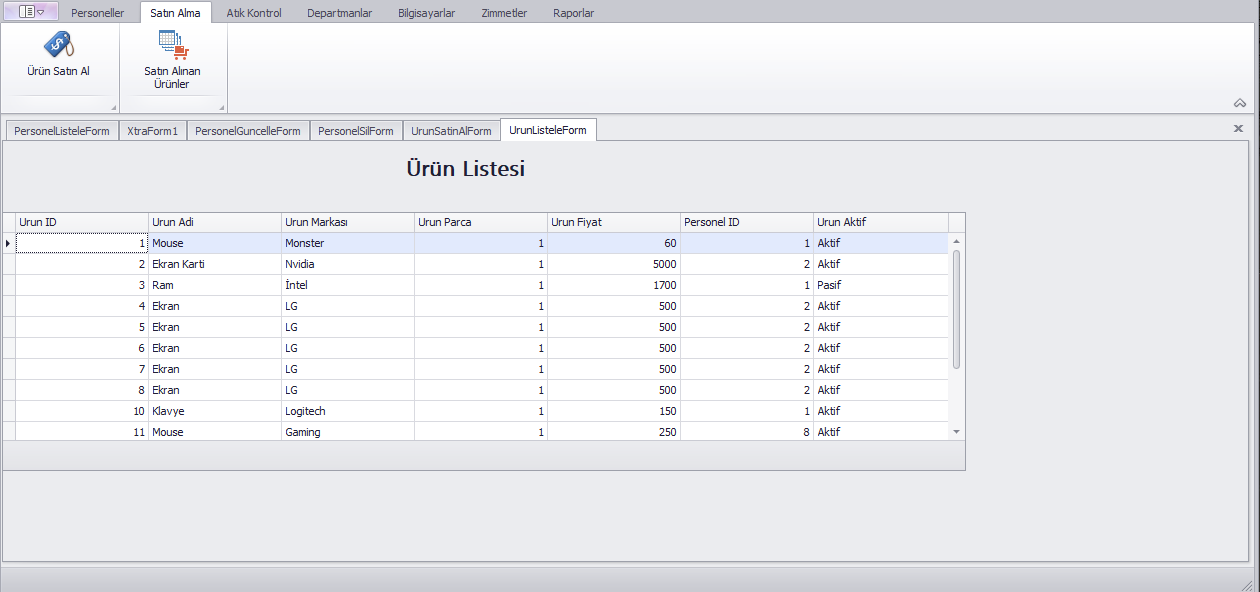 Personeller Satın Alma Atık Kontrol Departmanlar Bilgisayarlar Zimmetler Raporlar
Ürün Satın Al
Satın Alınan
Ürünler
PersonelListeleForm XtraForm1 PersonelGuncelleForm PersonelSilForm UrunSatinAlForm UrunListeleForm
Ürün Listesi
Urun ID Urun Adi Urun Markası Urun Parca Urun Fiyat Personel ID Urun Aktif
1 Mouse Monster 1 60 1 Aktif
2 Ekran Karti Nvidia 1 5000 2 Aktif
3 Ram İntel 1 1700 1 Pasif
4 Ekran LG 1 500 2 Aktif
5 Ekran LG 1 500 2 Aktif
6 Ekran LG 1 500 2 Aktif
7 Ekran LG 1 500 2 Aktif
8 Ekran LG 1 500 2 Aktif
10 Klavye Logitech 1 150 1 Aktif
11 Mouse Gaming 1 250 8 Aktif